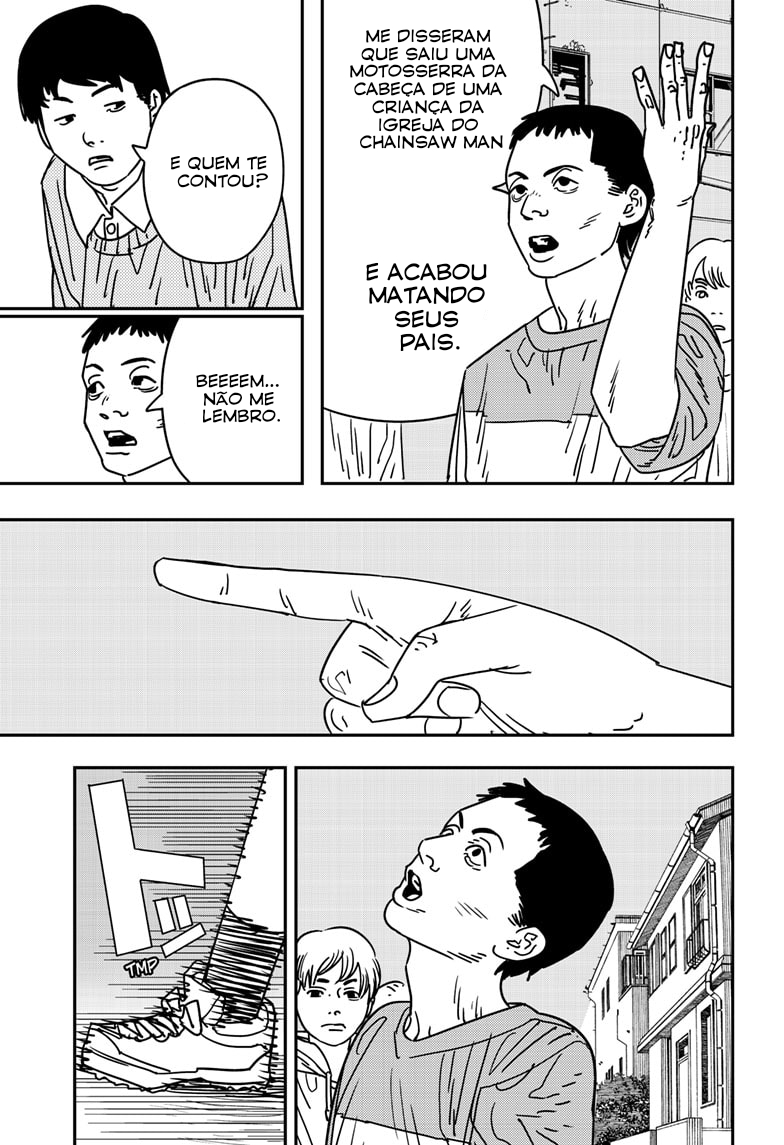 ME DISSERAM
QUE SAIU UMA
MOTOSSERRA DA
CABEÇA DE UMA
CRIANÇA DA
IGREJA DO
CHAINSAW MAN
E ACABOU
MATANDO
SEUS
PAIS.
E QUEM TE
CONTOU?
BEEEEM...
NÃO ME
LEMBRO.
ド
TMP